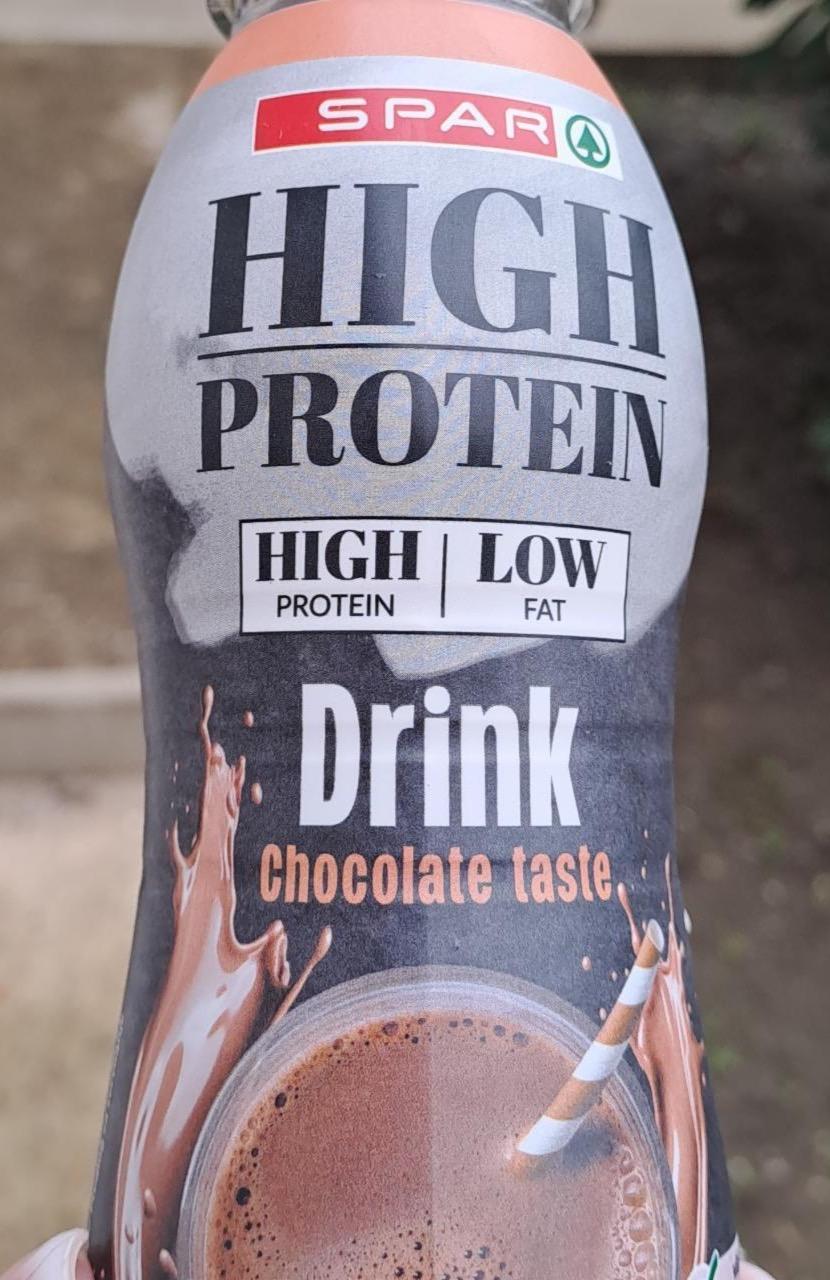 SPAR
HIGH
PROTEIN
HIGH LOW
PROTEIN FAT
Drink
Chocolate taste